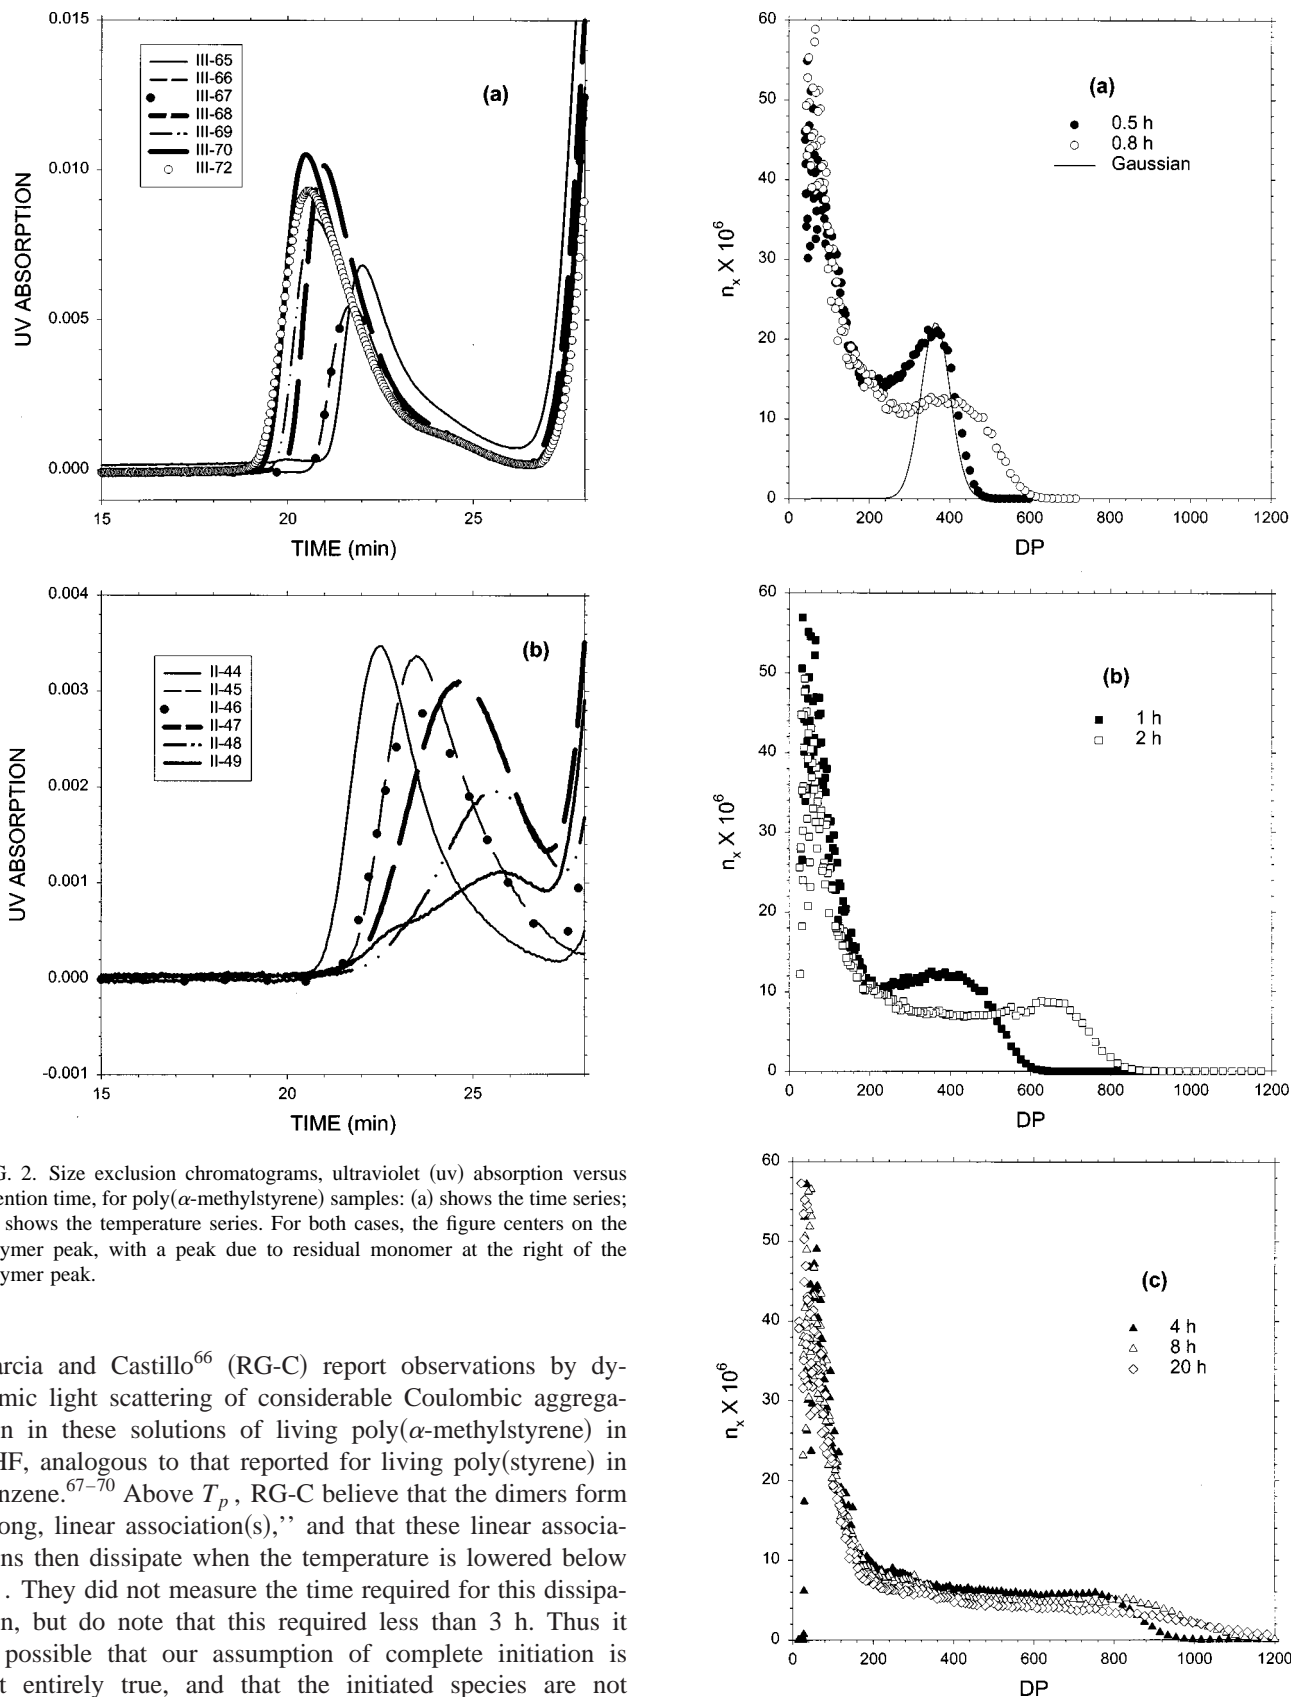 0.015
0.010
0.005
0.000
UV ABSORPTION
III-65
III-66
III-67
III-68
III-69
III-70
III-72
(a)
15
20
25
TIME (min)
0.004
0.003
0.002
0.001
0.000
-0.001
UV ABSORPTION
II-44
II-45
II-46
II-47
II-48
II-49
(b)
15
20
25
TIME (min)
G. 2. Size exclusion chromatograms, ultraviolet (uv) absorption versus
ention time, for poly(α-methylstyrene) samples: (a) shows the time series;
shows the temperature series. For both cases, the figure centers on the
ymer peak, with a peak due to residual monomer at the right of the
ymer peak.
arcia and Castillo66 (RG-C) report observations by dy-
mic light scattering of considerable Coulombic aggrega-
n in these solutions of living poly(α-methylstyrene) in
HF, analogous to that reported for living poly(styrene) in
nzene.67–70 Above Tp, RG-C believe that the dimers form
ong, linear association(s),’’ and that these linear associa-
ns then dissipate when the temperature is lowered below
. They did not measure the time required for this dissipa-
n, but do note that this required less than 3 h. Thus it
possible that our assumption of complete initiation is
t entirely true, and that the initiated species are not
60
50
40
30
20
10
0
nx X 106
(a)
0.5 h
0.8 h
Gaussian
0
200
400
600
800
1000
1200
DP
60
50
40
30
20
10
0
nx X 106
(b)
1 h
2 h
0
200
400
600
800
1000
1200
DP
60
50
40
30
20
10
0
nx X 106
(c)
4 h
8 h
20 h
0
200
400
600
800
1000
1200
DP